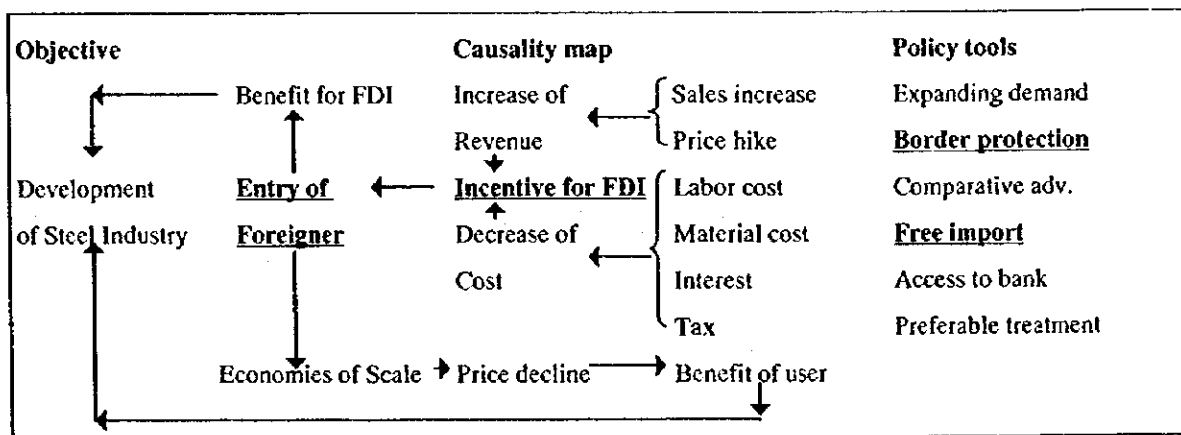 Objective Causality map Policy tools
Benefit for FDI Increase of Sales increase Expanding demand
Revenue Price hike Border protection
Development Entry of Incentive for FDI Labor cost Comparative adv.
of Steel Industry Foreigner Decrease of Material cost Free import
Cost Interest Access to bank
Tax Preferable treatment
Economies of Scale Price decline Benefit of user